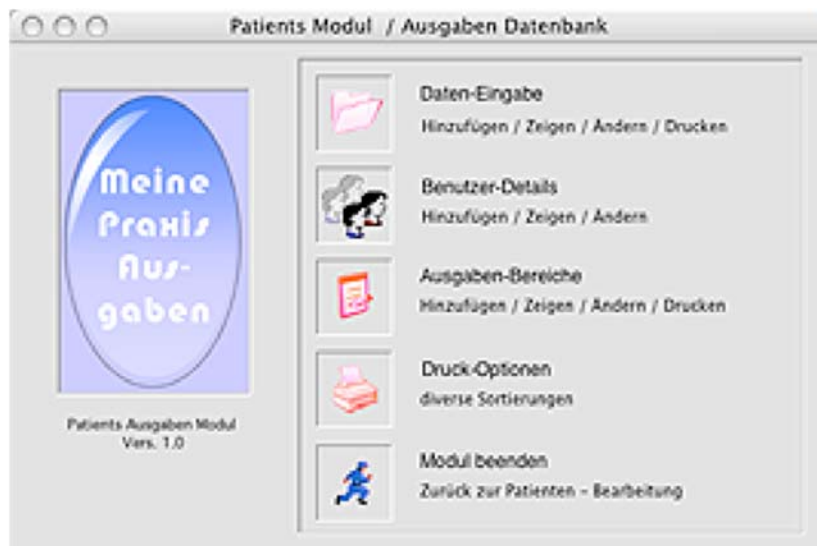 Patients Modul / Ausgaben Datenbank
Meine
Praxis
Aus-
gaben
Patients Ausgaben Modul
Vers. 1.0
Daten-Eingabe
Hinzufügen / Zeigen / Ändern / Drucken
Benutzer-Details
Hinzufügen / Zeigen / Ändern
Ausgaben-Bereiche
Hinzufügen / Zeigen / Ändern / Drucken
Druck-Optionen
diverse Sortierungen
Modul beenden
Zurück zur Patienten - Bearbeitung